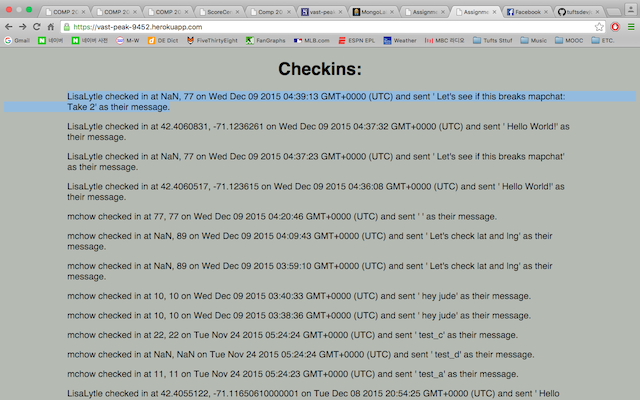 COMP 20
COMP 20
COMP 20
ScoreCen
Comp 20
vast-peak
MongoLa
Assignme
Assignme
Facebook
tuftsdev
https://vast-peak-9452.herokuapp.com
Gmail 네이버 네이버 사전 M-W DE Dict FiveThirtyEight FanGraphs MLB.com ESPN EPL Weather MBC 라디오 Tufts Sttuf MOOC Development ETC.
Checkins:
LisaLytle checked in at NaN, 77 on Wed Dec 09 2015 04:39:13 GMT+0000 (UTC) and sent ' Let's see if this breaks mapchat:
Take 2' as their message.
LisaLytle checked in at 42.4060831, -71.1236261 on Wed Dec 09 2015 04:37:32 GMT+0000 (UTC) and sent ' Hello World!' as
their message.
LisaLytle checked in at NaN, 77 on Wed Dec 09 2015 04:37:23 GMT+0000 (UTC) and sent ' Let's see if this breaks mapchat'
as their message.
LisaLytle checked in at 42.4060517, -71.123615 on Wed Dec 09 2015 04:36:08 GMT+0000 (UTC) and sent ' Hello World!' as
their message.
mchow checked in at 77, 77 on Wed Dec 09 2015 04:20:46 GMT+0000 (UTC) and sent ' ' as their message.
mchow checked in at NaN, 89 on Wed Dec 09 2015 04:09:43 GMT+0000 (UTC) and sent ' Let's check lat and lng' as their
message.
mchow checked in at NaN, 89 on Wed Dec 09 2015 03:59:10 GMT+0000 (UTC) and sent ' Let's check lat and lng' as their
message.
mchow checked in at 10, 10 on Wed Dec 09 2015 03:40:33 GMT+0000 (UTC) and sent ' hey jude' as their message.
mchow checked in at 10, 10 on Wed Dec 09 2015 03:38:36 GMT+0000 (UTC) and sent ' hey jude' as their message.
mchow checked in at 22, 22 on Tue Nov 24 2015 05:24:24 GMT+0000 (UTC) and sent ' test_c' as their message.
mchow checked in at NaN, NaN on Tue Nov 24 2015 05:24:24 GMT+0000 (UTC) and sent ' test_d' as their message.
mchow checked in at 11, 11 on Tue Nov 24 2015 05:24:23 GMT+0000 (UTC) and sent ' test_a' as their message.
LisaLytle checked in at 42.4055122, -71.11650610000001 on Tue Dec 08 2015 20:54:25 GMT+0000 (UTC) and sent ' Hello